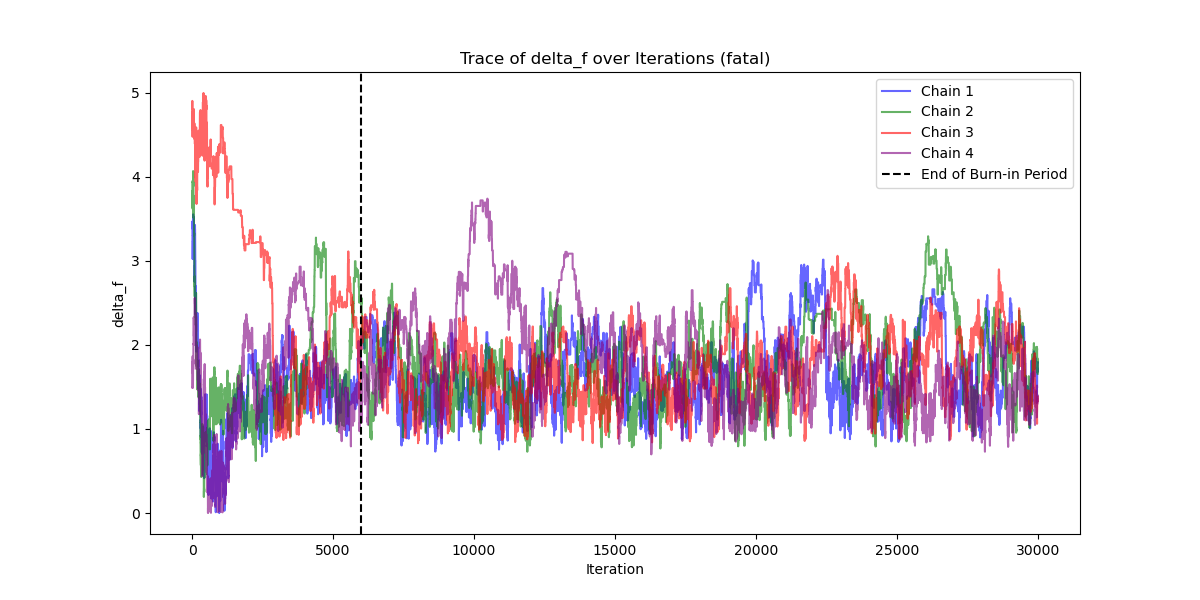 Trace of delta_f over Iterations (fatal)
Chain 1
Chain 2
Chain 3
Chain 4
End of Burn-in Period
5
4
3
2
1
0
delta_f
0
5000
10000
15000
20000
25000
30000
Iteration